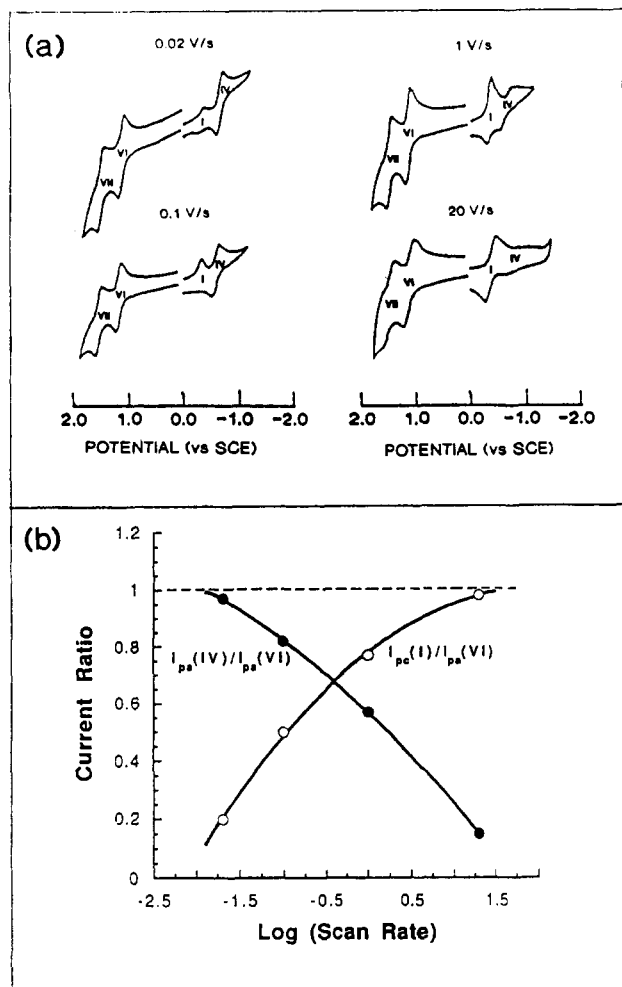 (a)
0.02 V/s
1 V/s
IV
I
VI
VII
IV
I
VI
VII
0.1 V/s
20 V/s
IV
I
VI
VII
IV
I
VI
VII
2.0 1.0 0.0 -1.0 -2.0
2.0 1.0 0.0 -1.0 -2.0
POTENTIAL (vs SCE)
POTENTIAL (vs SCE)
(b)
1.2
1
0.8
0.6
0.4
0.2
0
Current Ratio
Ipa(IV)/Ipa(VI)
Ipc(I)/Ipa(VI)
-2.5 -1.5 -0.5 0.5 1.5
Log (Scan Rate)